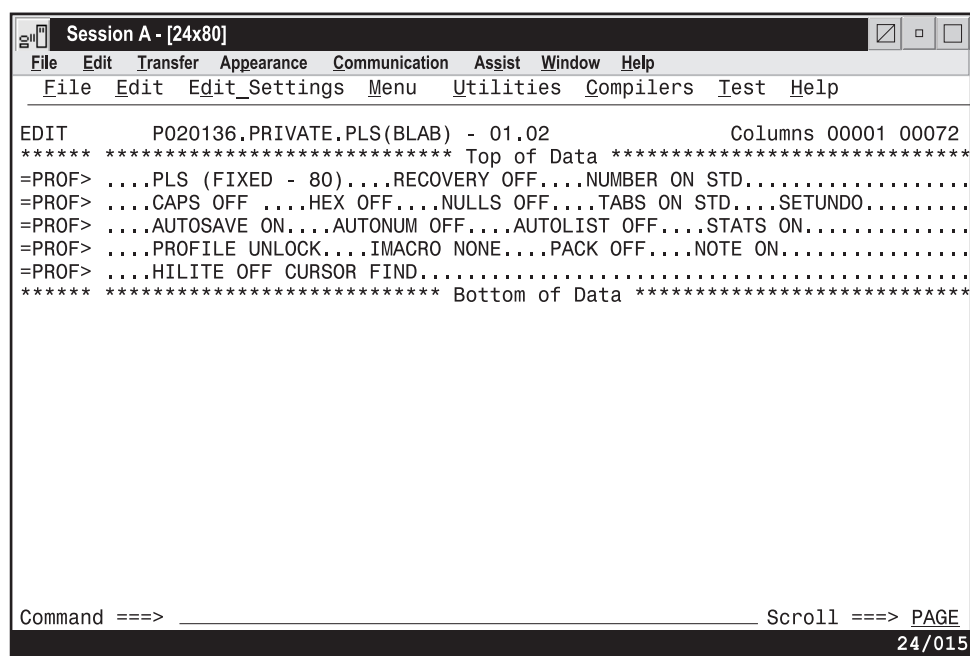 Session A - [24x80]
File Edit Transfer Appearance Communication Assist Window Help
File Edit Edit_Settings Menu Utilities Compilers Test Help
EDIT P020136.PRIVATE.PLS(BLAB) - 01.02 Columns 00001 00072
****** ***************************** Top of Data ******************************
=PROF> ....PLS (FIXED - 80)....RECOVERY OFF....NUMBER ON STD...................
=PROF> ....CAPS OFF ....HEX OFF....NULLS OFF....TABS ON STD....SETUNDO.........
=PROF> ....AUTOSAVE ON....AUTONUM OFF....AUTOLIST OFF....STATS ON..............
=PROF> ....PROFILE UNLOCK....IMACRO NONE....PACK OFF....NOTE ON................
=PROF> ....HILITE OFF CURSOR FIND..............................................
****** **************************** Bottom of Data ****************************
Command ===> Scroll ===> PAGE
24/015